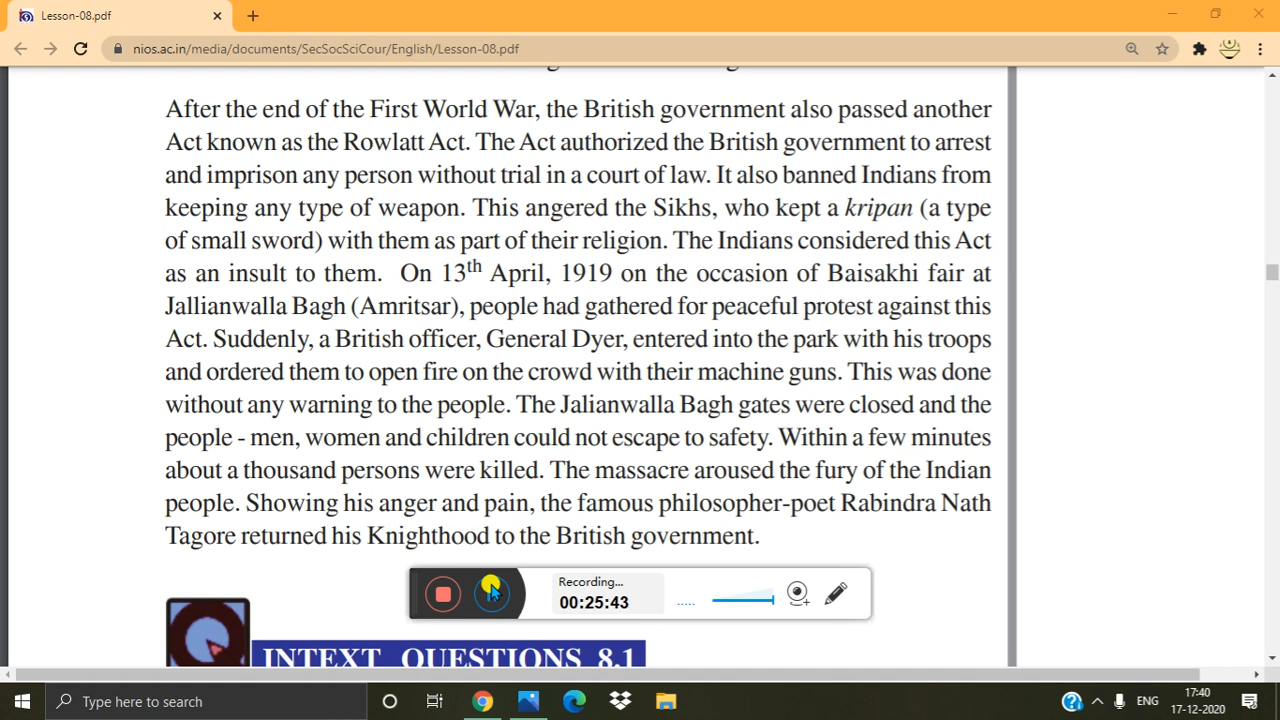 Lesson-08.pdf
nios.ac.in/media/documents/SecSocSciCour/English/Lesson-08.pdf
After the end of the First World War, the British government also passed another
Act known as the Rowlatt Act. The Act authorized the British government to arrest
and imprison any person without trial in a court of law. It also banned Indians from
keeping any type of weapon. This angered the Sikhs, who kept a kripan (a type
of small sword) with them as part of their religion. The Indians considered this Act
as an insult to them. On 13th April, 1919 on the occasion of Baisakhi fair at
Jallianwalla Bagh (Amritsar), people had gathered for peaceful protest against this
Act. Suddenly, a British officer, General Dyer, entered into the park with his troops
and ordered them to open fire on the crowd with their machine guns. This was done
without any warning to the people. The Jalianwalla Bagh gates were closed and the
people - men, women and children could not escape to safety. Within a few minutes
about a thousand persons were killed. The massacre aroused the fury of the Indian
people. Showing his anger and pain, the famous philosopher-poet Rabindra Nath
Tagore returned his Knighthood to the British government.
Recording...
00:25:43
INTEXT QUESTIONS 8.1
Type here to search
ENG
17:40
17-12-2020